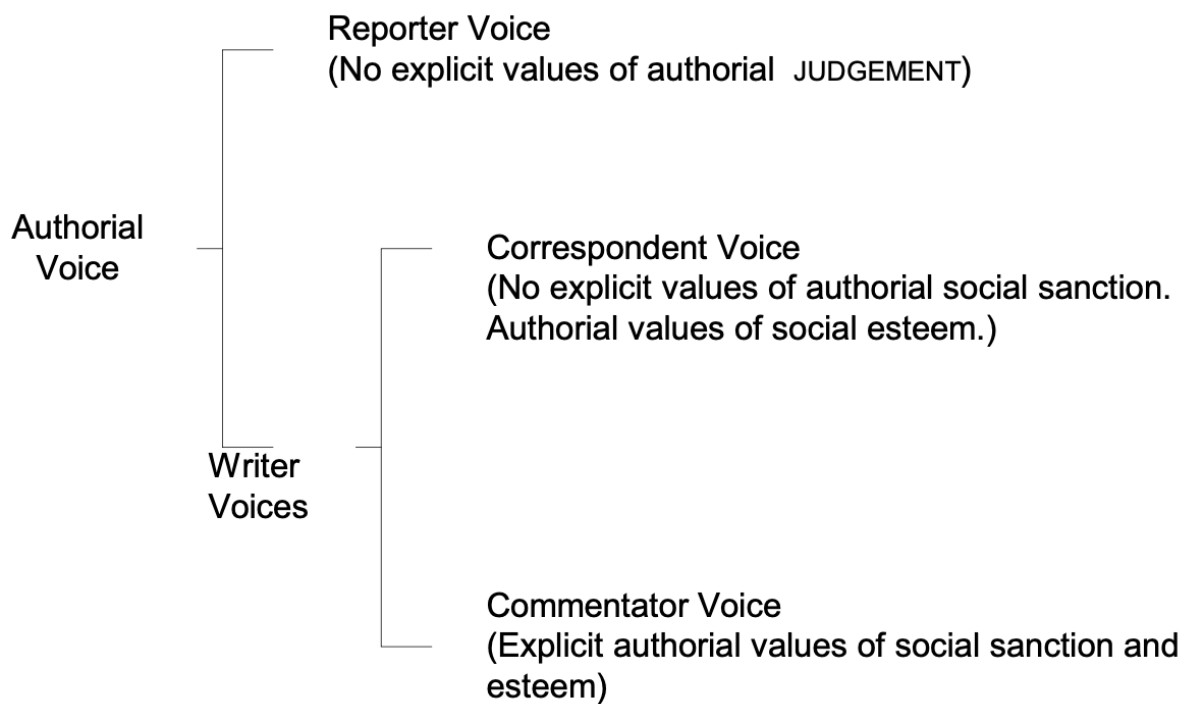 Reporter Voice
(No explicit values of authorial JUDGEMENT)
Authorial
Voice
Correspondent Voice
(No explicit values of authorial social sanction.
Authorial values of social esteem.)
Writer
Voices
Commentator Voice
(Explicit authorial values of social sanction and
esteem)